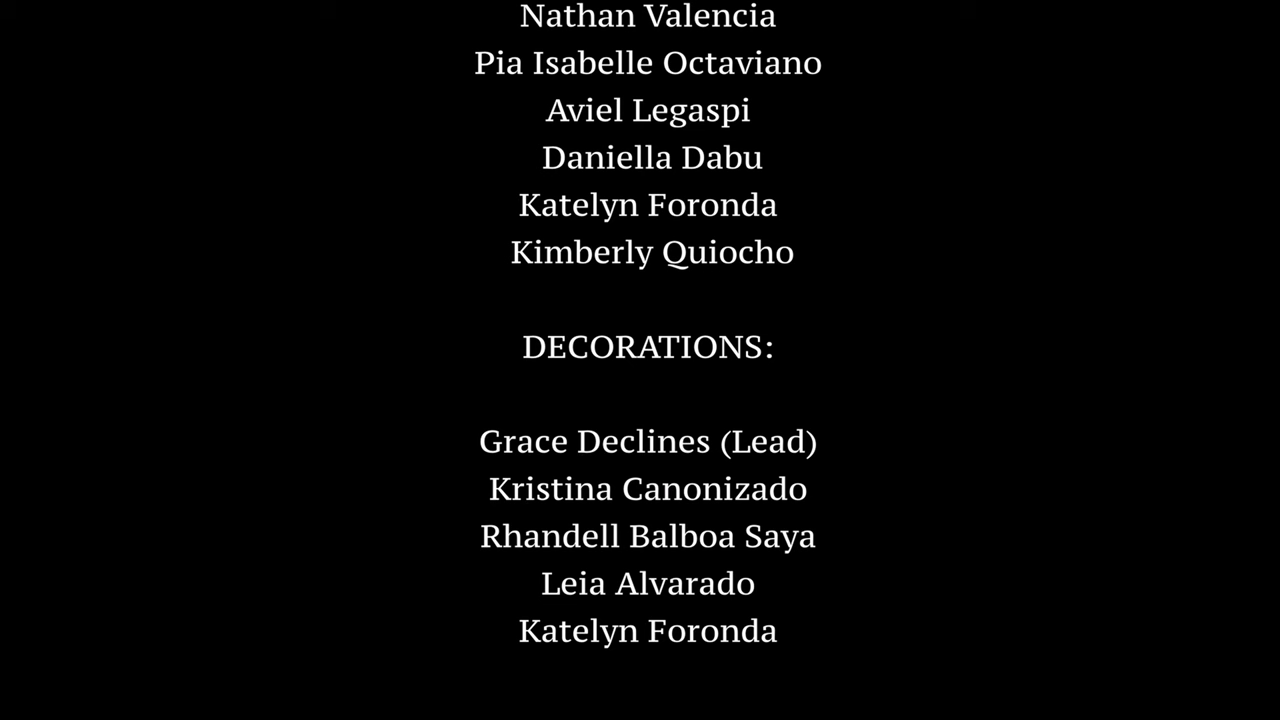 Nathan Valencia
Pia Isabelle Octaviano
Aviel Legaspi
Daniella Dabu
Katelyn Foronda
Kimberly Quiocho
DECORATIONS:
Grace Declines (Lead)
Kristina Canonizado
Rhandell Balboa Saya
Leia Alvarado
Katelyn Foronda